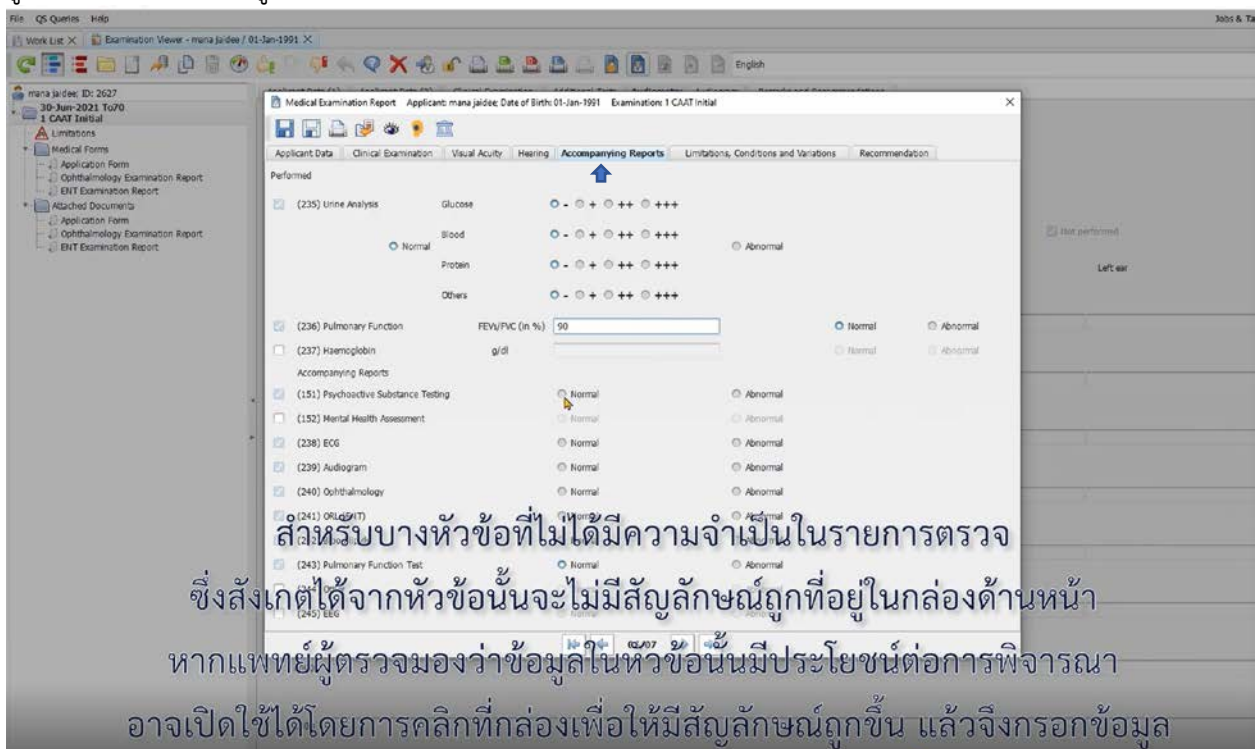 File QS Queries Help
Jobs & Ta
Work List Examination Viewer - mana jaidee / 01-Jan-1991
English
mana jaidee; ID: 2627
30-Jun-2021 To70
1 CAAT Initial
Limitations
Medical Forms
Application Form
Ophthalmology Examination Report
ENT Examination Report
Attached Documents
Application Form
Ophthalmology Examination Report
ENT Examination Report
Medical Examination Report Applicant: mana jaidee; Date of Birth: 01-Jan-1991 Examination: 1 CAAT Initial
Applicant Data Clinical Examination Visual Acuity Hearing Accompanying Reports Limitations, Conditions and Variations Recommendation
Performed
(235) Urine Analysis Glucose - + ++ +++
Blood - + ++ +++
Normal Abnormal
Not performed
Protein - + ++ +++
Left ear
Others - + ++ +++
(236) Pulmonary Function FEV₁/FVC (in %) 90 Normal Abnormal
(237) Haemoglobin g/dl Normal Abnormal
Accompanying Reports
(151) Psychoactive Substance Testing Normal Abnormal
(152) Mental Health Assessment Normal Abnormal
(238) ECG Normal Abnormal
(239) Audiogram Normal Abnormal
(240) Ophthalmology Normal Abnormal
(241) ORL (ENT) Normal Abnormal
สำหรับบางหัวข้อที่ไม่ได้มีความจำเป็นในรายการตรวจ
(243) Pulmonary Function Test Normal Abnormal
ซึ่งสังเกตได้จากหัวข้อนั้นจะไม่มีสัญลักษณ์ถูกที่อยู่ในกล่องด้านหน้า
(245) EEG
หากแพทย์ผู้ตรวจมองว่าข้อมูลในหัวข้อนั้นมีประโยชน์ต่อการพิจารณา
อาจเปิดใช้ได้โดยการคลิกที่กล่องเพื่อให้มีสัญลักษณ์ถูกขึ้น แล้วจึงกรอกข้อมูล